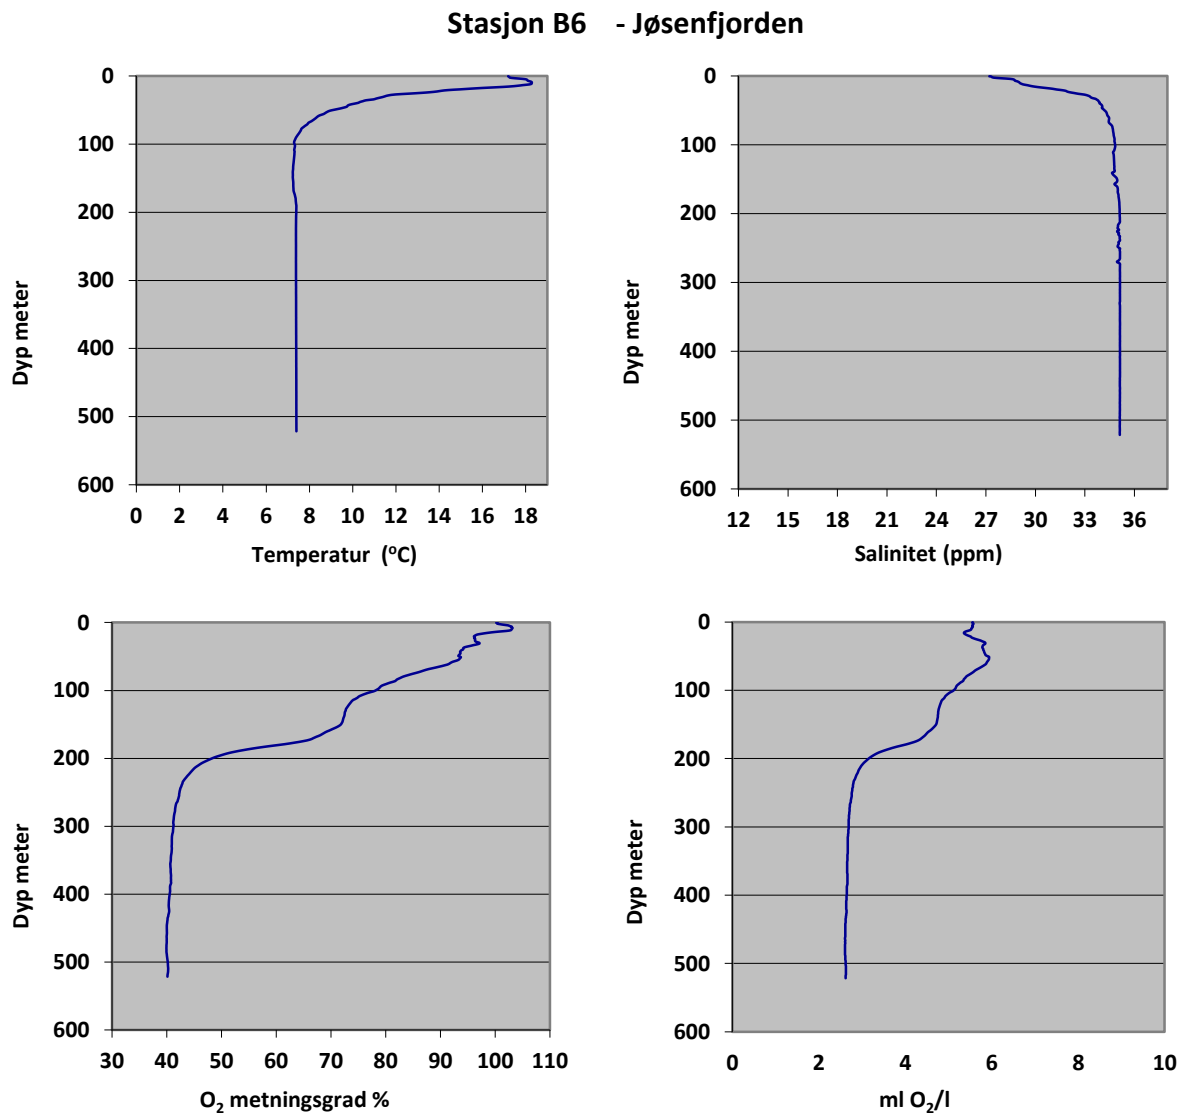 Stasjon B6 - Jøsenfjorden
0
100
200
300
400
500
600
Dyp meter
0 2 4 6 8 10 12 14 16 18
Temperatur (°C)
0
100
200
300
400
500
600
Dyp meter
12 15 18 21 24 27 30 33 36
Salinitet (ppm)
0
100
200
300
400
500
600
Dyp meter
30 40 50 60 70 80 90 100 110
O₂ metningsgrad %
0
100
200
300
400
500
600
Dyp meter
0 2 4 6 8 10
ml O₂/l